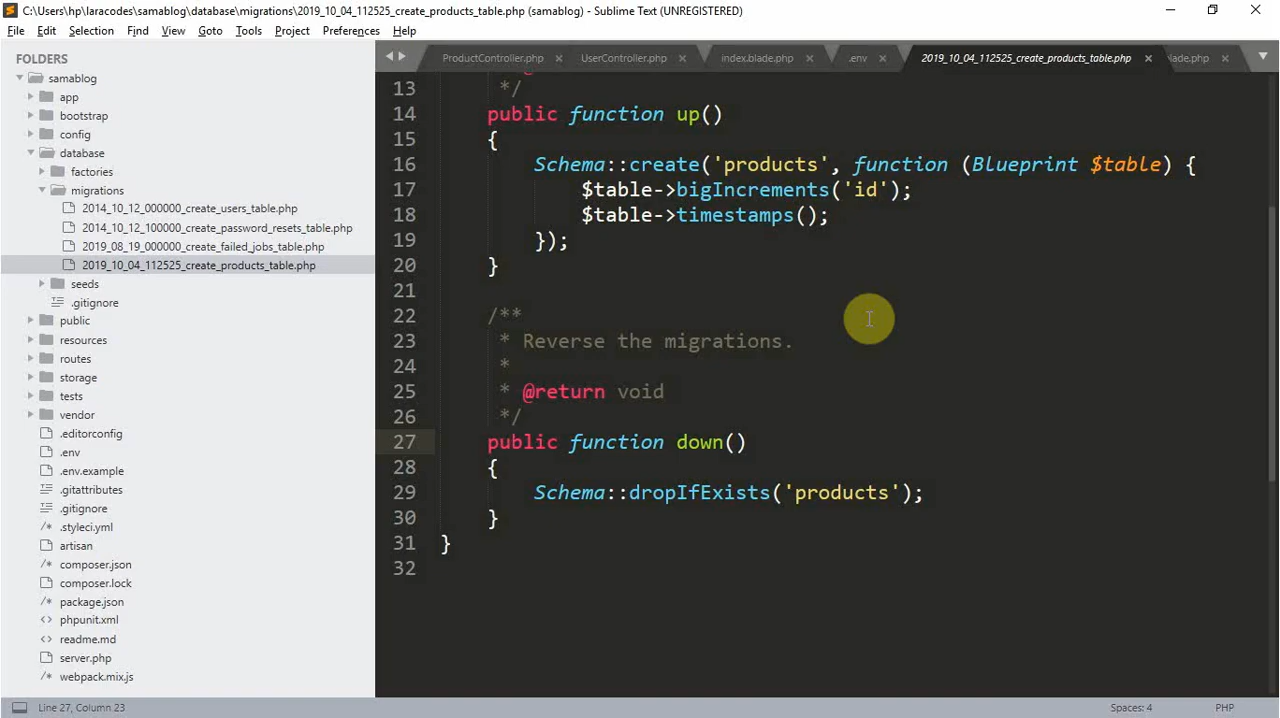 C:\Users\hp\laracodes\samablog\database\migrations\2019_10_04_112525_create_products_table.php (samablog) - Sublime Text (UNREGISTERED)
File Edit Selection Find View Goto Tools Project Preferences Help
FOLDERS
samablog
app
bootstrap
config
database
factories
migrations
2014_10_12_000000_create_users_table.php
2014_10_12_100000_create_password_resets_table.php
2019_08_19_000000_create_failed_jobs_table.php
2019_10_04_112525_create_products_table.php
seeds
.gitignore
public
resources
routes
storage
tests
vendor
.editorconfig
.env
.env.example
.gitattributes
.gitignore
.styleci.yml
artisan
composer.json
composer.lock
package.json
phpunit.xml
readme.md
server.php
webpack.mix.js
ProductController.php UserController.php index.blade.php .env 2019_10_04_112525_create_products_table.php lade.php
13 */
14 public function up()
15 {
16 Schema::create('products', function (Blueprint $table) {
17 $table->bigIncrements('id');
18 $table->timestamps();
19 });
20 }
21
22 /**
23 * Reverse the migrations.
24 *
25 * @return void
26 */
27 public function down()
28 {
29 Schema::dropIfExists('products');
30 }
31 }
32
Line 27, Column 23 Spaces: 4 PHP